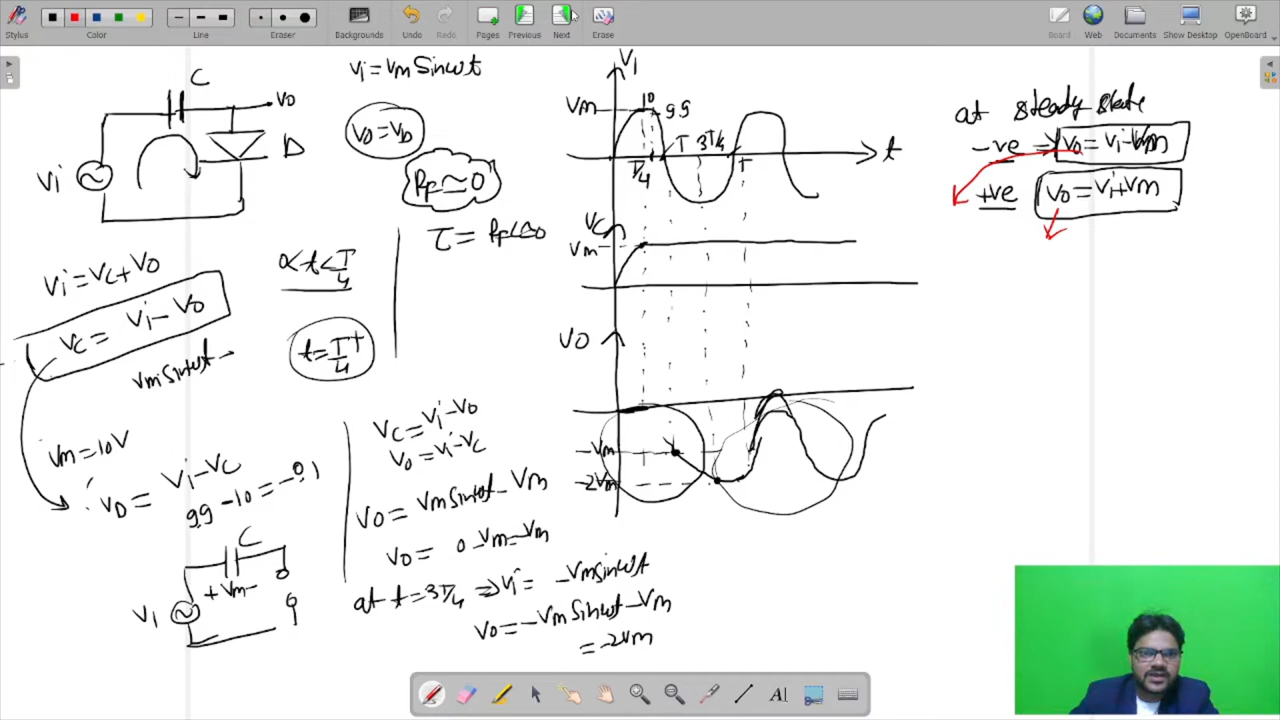 Stylus
Color
Line
Eraser
Backgrounds
Undo
Redo
Pages
Previous
Next
Erase
Board
Web
Documents
Show Desktop
OpenBoard
C
Vo
D
Vi
Vi = Vm Sinωt
Vo = VD
Rf ≃ 0
τ = Rf C ≃ 0
Vi = Vc + Vo
Vc = Vi - Vo
Vm Sinωt -
0 < t < T/4
t = T/4+
Vm = 10V
VD = Vi - Vc
9.9 - 10 = -0.1
C
+ Vm -
Vi
Vc = Vi - Vo
Vo = Vi - Vc
Vo = Vm Sinωt - Vm
Vo = 0 - Vm = -Vm
at t = 3T/4 => Vi = -Vm sinωt
Vo = -Vm Sinωt - Vm
= -2Vm
Vi
Vm
10
9.9
T/4
T
3T/4
T
t
Vc
Vm
Vo
-Vm
-2Vm
at steady state
-ve => Vo = Vi - Vm
+ve Vo = Vi + Vm